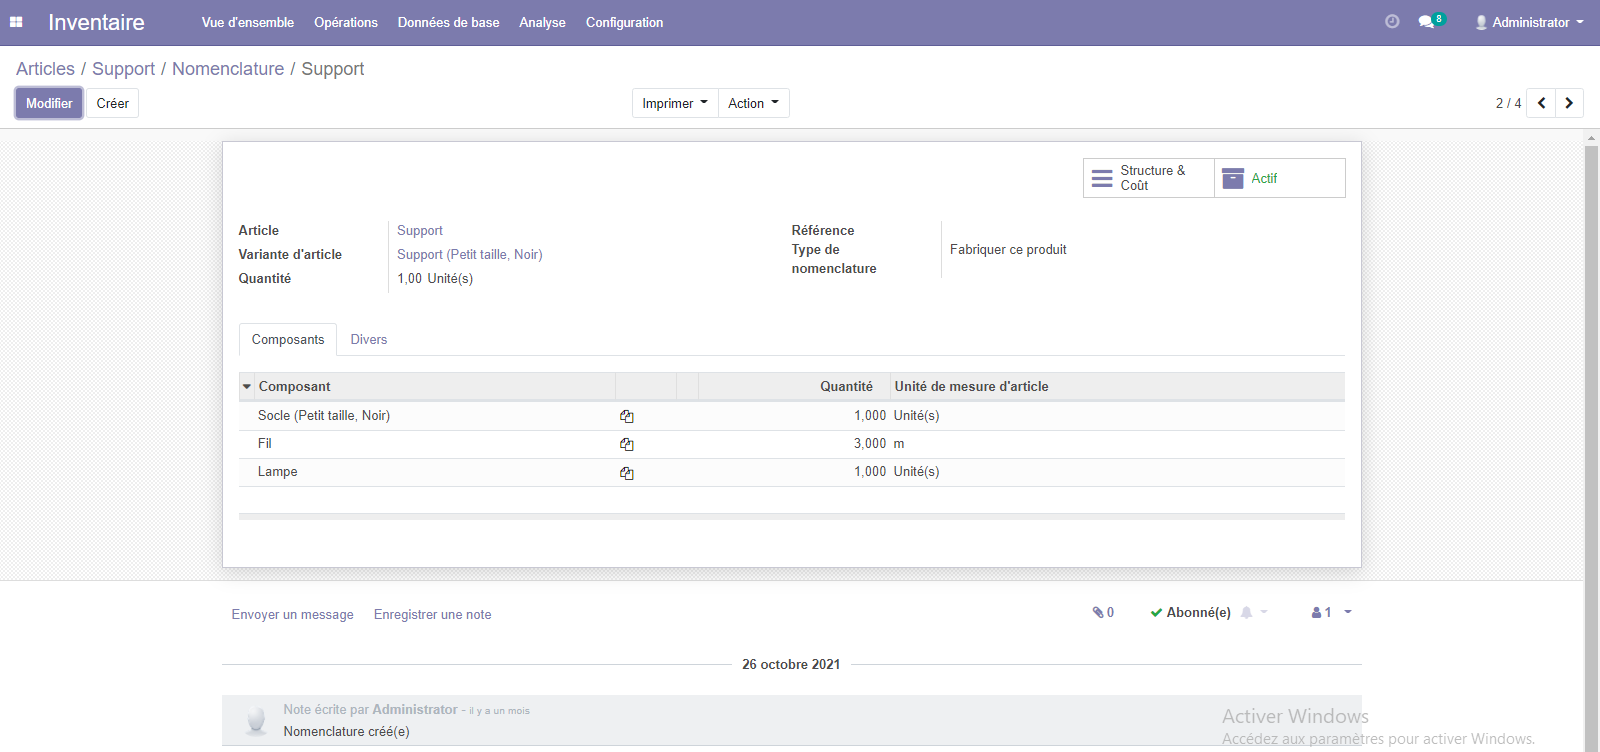 Inventaire Vue d'ensemble Opérations Données de base Analyse Configuration 8 Administrator
Articles / Support / Nomenclature / Support
Modifier Créer Imprimer Action 2 / 4
Structure & Coût Actif
Article Support Référence
Variante d'article Support (Petit taille, Noir) Type de nomenclature Fabriquer ce produit
Quantité 1,00 Unité(s)
Composants Divers
Composant Quantité Unité de mesure d'article
Socle (Petit taille, Noir) 1,000 Unité(s)
Fil 3,000 m
Lampe 1,000 Unité(s)
Envoyer un message Enregistrer une note 0 Abonné(e) 1
26 octobre 2021
Note écrite par Administrator - il y a un mois
Nomenclature créé(e)
Activer Windows
Accédez aux paramètres pour activer Windows.